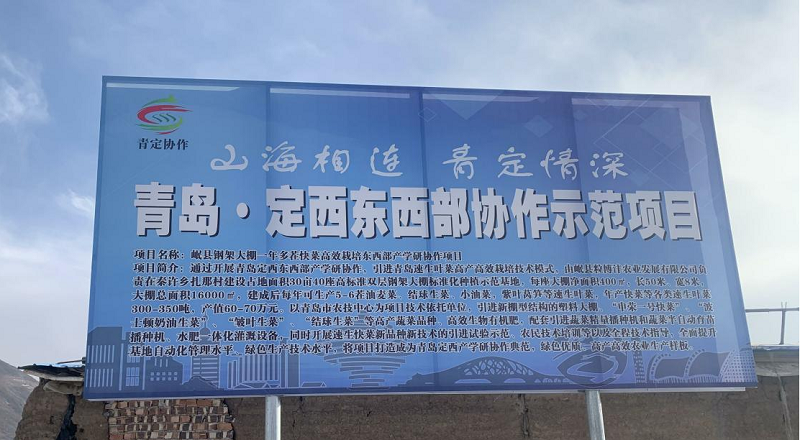 青定协作
山海相连 青定情深
青岛·定西东西部协作示范项目
项目名称：岷县钢架大棚一年多茬快菜高效栽培东西部产学研协作项目
项目简介：通过开展青岛定西东西部产学研协作、引进青岛速生叶菜高产高效栽培技术模式，由岷县粒博注农业发展有限公司负
责在秦许乡扎那村建设占地面积30亩40座高标准双层钢架大棚标准化种植示范基地，每座大棚净面积400㎡，长50米，宽8米，
大棚总面积16000㎡，建成后每年可生产5-6茬油麦菜、结球生菜、小油菜，紫叶莴笋等速生叶菜，年产快菜等各类速生叶菜
300-350吨，产值60-70万元，以青岛市农技中心为项目技术依托单位，引进新棚型结构的塑料大棚 “申荣一号快菜” “波
士顿奶油生菜”、“皱叶生菜”、“结球生菜”等高产蔬菜品种，高效生物有机肥，配套引进蔬菜精量播种机和蔬菜半自动育苗
播种机、水肥一体化灌溉设备，同时开展速生快菜新品种新技术的引进试验示范，农民技术培训等以及全程技术指导，全面提升
基地自动化管理水平、绿色生产技术水平，将项目打造成为青岛定西产学研协作典范、绿色优质、高产高效农业生产样板